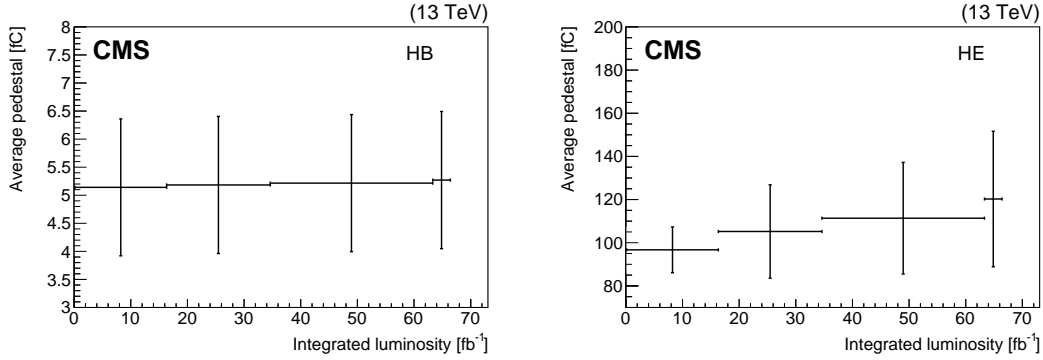 (13 TeV)
CMS
HB
Average pedestal [fC]
8
7.5
7
6.5
6
5.5
5
4.5
4
3.5
3
0 10 20 30 40 50 60 70
Integrated luminosity [fb⁻¹]
(13 TeV)
CMS
HE
Average pedestal [fC]
200
180
160
140
120
100
80
0 10 20 30 40 50 60 70
Integrated luminosity [fb⁻¹]